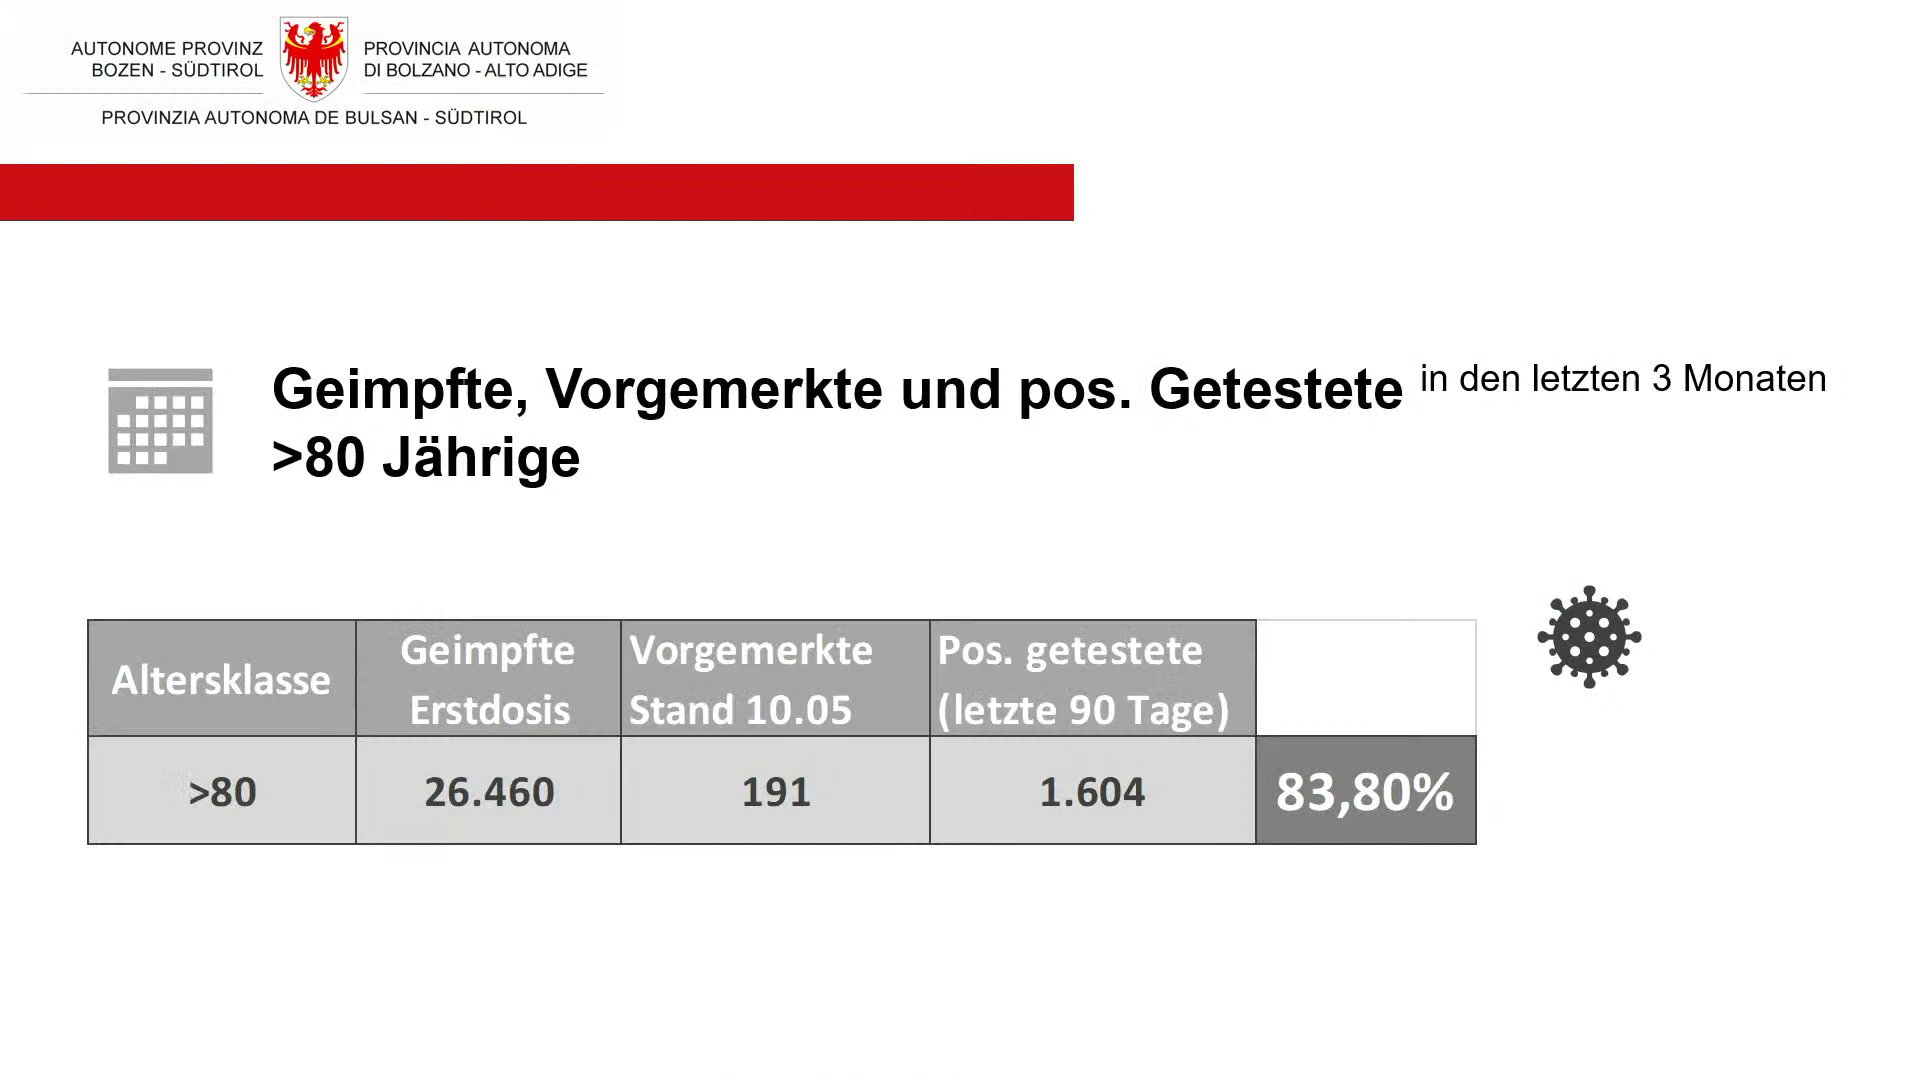 AUTONOME PROVINZ
BOZEN - SÜDTIROL
PROVINCIA AUTONOMA
DI BOLZANO - ALTO ADIGE
PROVINZIA AUTONOMA DE BULSAN - SÜDTIROL
Geimpfte, Vorgemerkte und pos. Getestete in den letzten 3 Monaten
>80 Jährige
Altersklasse
Geimpfte
Erstdosis
Vorgemerkte
Stand 10.05
Pos. getestete
(letzte 90 Tage)
>80
26.460
191
1.604
83,80%